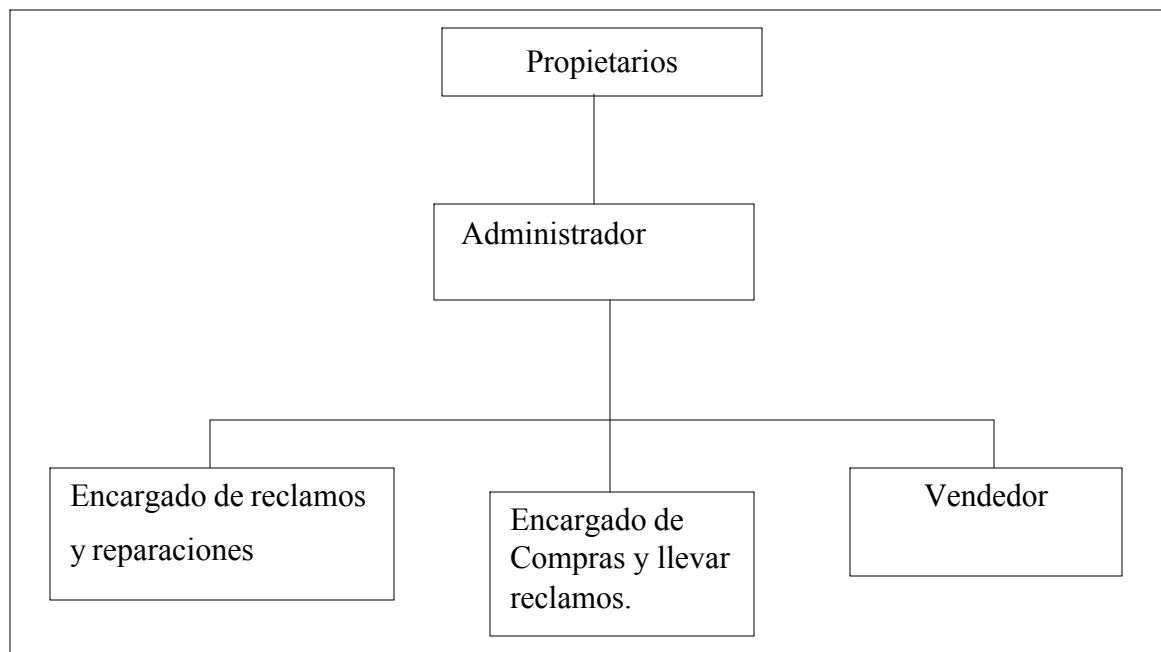 Propietarios
Administrador
Encargado de reclamos
y reparaciones
Encargado de
Compras y llevar
reclamos.
Vendedor